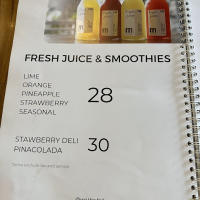 m
m
FRESH JUICE & SMOOTHIES
LIME
ORANGE
PINEAPPLE
STRAWBERRY
SEASONAL
28
STAWBERRY DELI
PINACOLADA
30